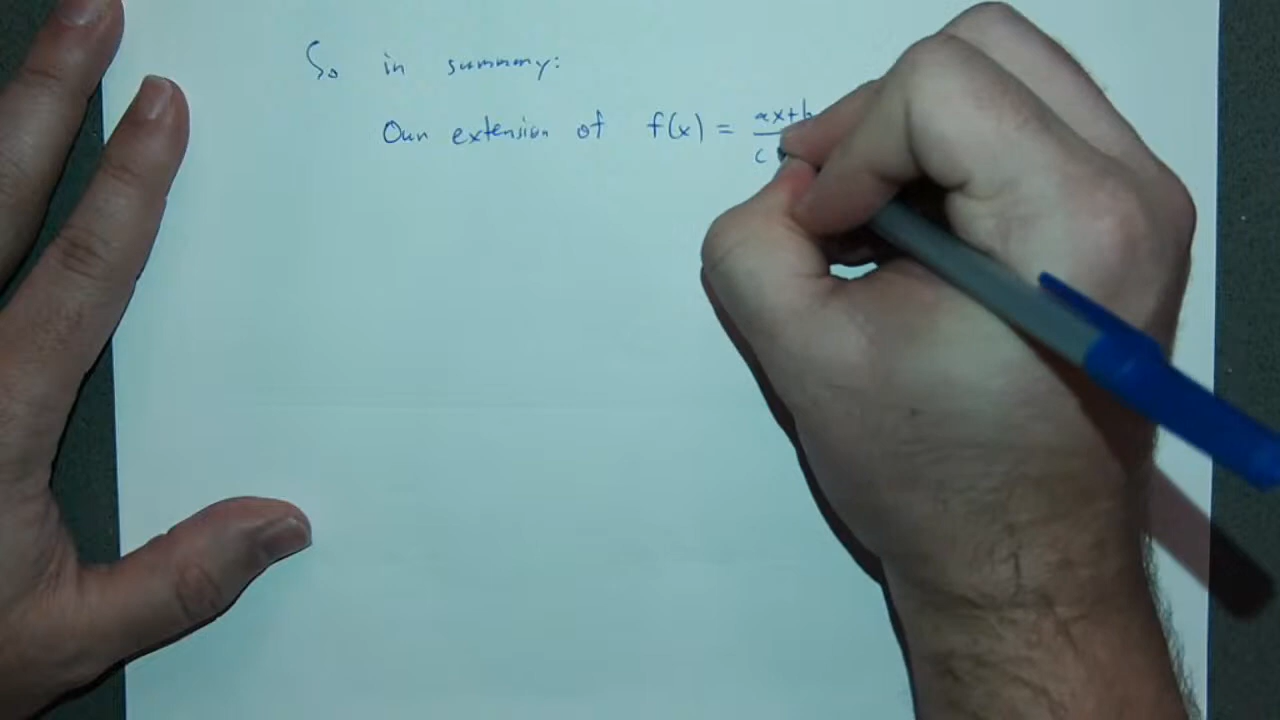 So in summary:
Our extension of f(x) = ax+b
c